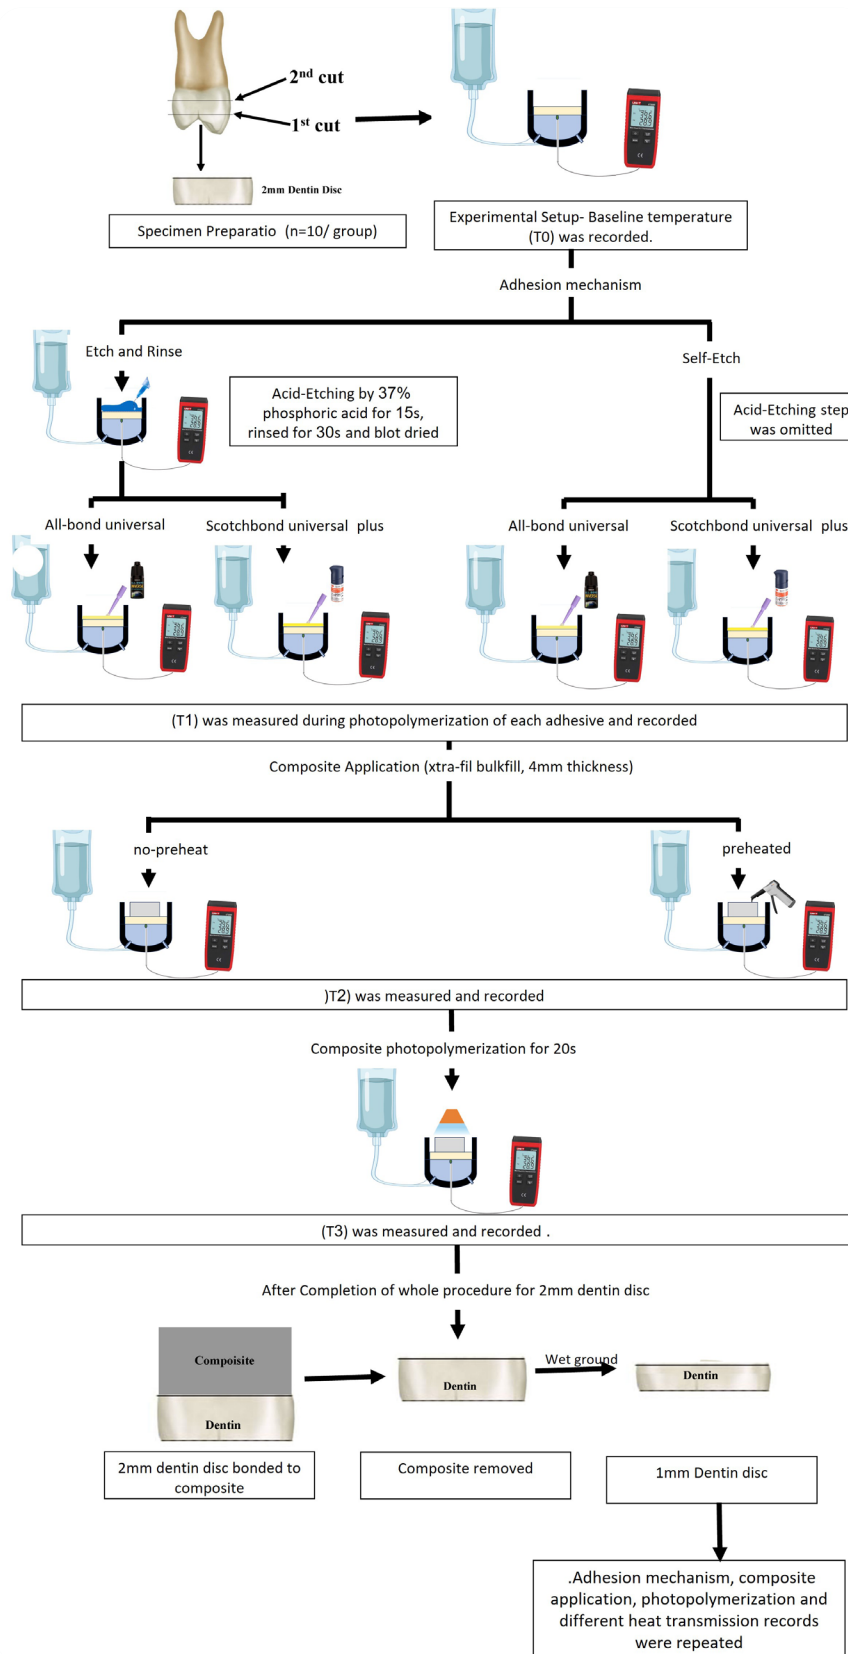 2nd cut
1st cut
2mm Dentin Disc
Specimen Preparatio (n=10/ group)
Experimental Setup- Baseline temperature
(T0) was recorded.
Adhesion mechanism
Etch and Rinse
Self-Etch
Acid-Etching by 37%
phosphoric acid for 15s,
rinsed for 30s and blot dried
Acid-Etching step
was omitted
All-bond universal
Scotchbond universal plus
All-bond universal
Scotchbond universal plus
(T1) was measured during photopolymerization of each adhesive and recorded
Composite Application (xtra-fil bulkfill, 4mm thickness)
no-preheat
preheated
)T2) was measured and recorded
Composite photopolymerization for 20s
(T3) was measured and recorded .
After Completion of whole procedure for 2mm dentin disc
Compoisite
Dentin
Dentin
Wet ground
Dentin
2mm dentin disc bonded to
composite
Composite removed
1mm Dentin disc
.Adhesion mechanism, composite
application, photopolymerization and
different heat transmission records
were repeated